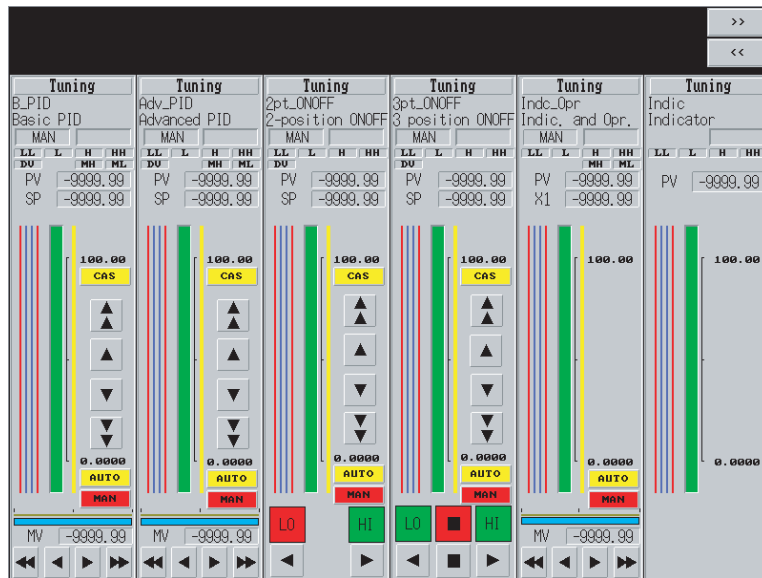 >>
<<
Tuning
B_PID
Basic PID
MAN
LL L H HH
DV MH ML
PV -9999.99
SP -9999.99
100.00
CAS
0.0000
AUTO
MAN
MV -9999.99
Tuning
Adv_PID
Advanced PID
MAN
LL L H HH
DV MH ML
PV -9999.99
SP -9999.99
100.00
CAS
0.0000
AUTO
MAN
MV -9999.99
Tuning
2pt_ONOFF
2-position ONOFF
MAN
LL L H HH
DV
PV -9999.99
SP -9999.99
100.00
CAS
0.0000
AUTO
MAN
LO HI
Tuning
3pt_ONOFF
3 position ONOFF
MAN
LL L H HH
DV
PV -9999.99
SP -9999.99
100.00
CAS
0.0000
AUTO
MAN
LO HI
Tuning
Indc_Opr
Indic. and Opr.
MAN
LL L H HH
MH ML
PV -9999.99
X1 -9999.99
100.00
0.0000
AUTO
MAN
MV -9999.99
Tuning
Indic
Indicator
LL L H HH
PV -9999.99
100.00
0.0000